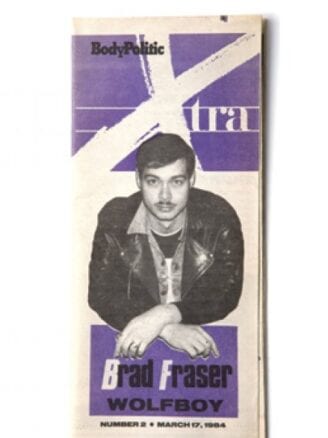 BodyPolitic
Xtra
Brad Fraser
WOLFBOY
NUMBER 2 • MARCH 17, 1984